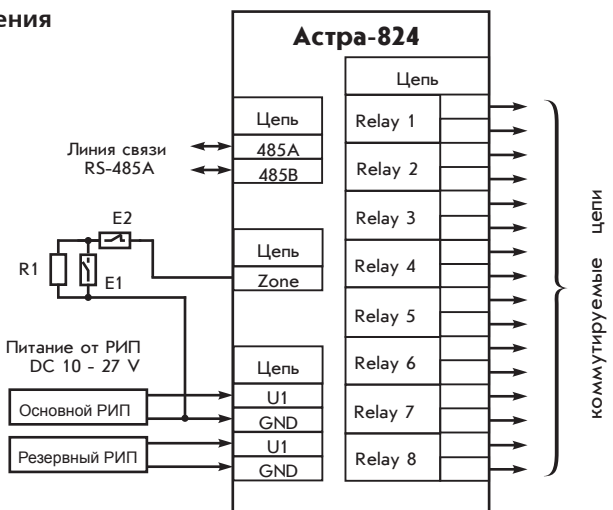 ения
Астра-824
Цепь
Цепь
485A
485B
Линия связи
RS-485A
Relay 1
Relay 2
Relay 3
Relay 4
Relay 5
Relay 6
Relay 7
Relay 8
коммутируемые цепи
E2
R1
E1
Цепь
Zone
Питание от РИП
DC 10 - 27 V
Основной РИП
Резервный РИП
Цепь
U1
GND
U1
GND